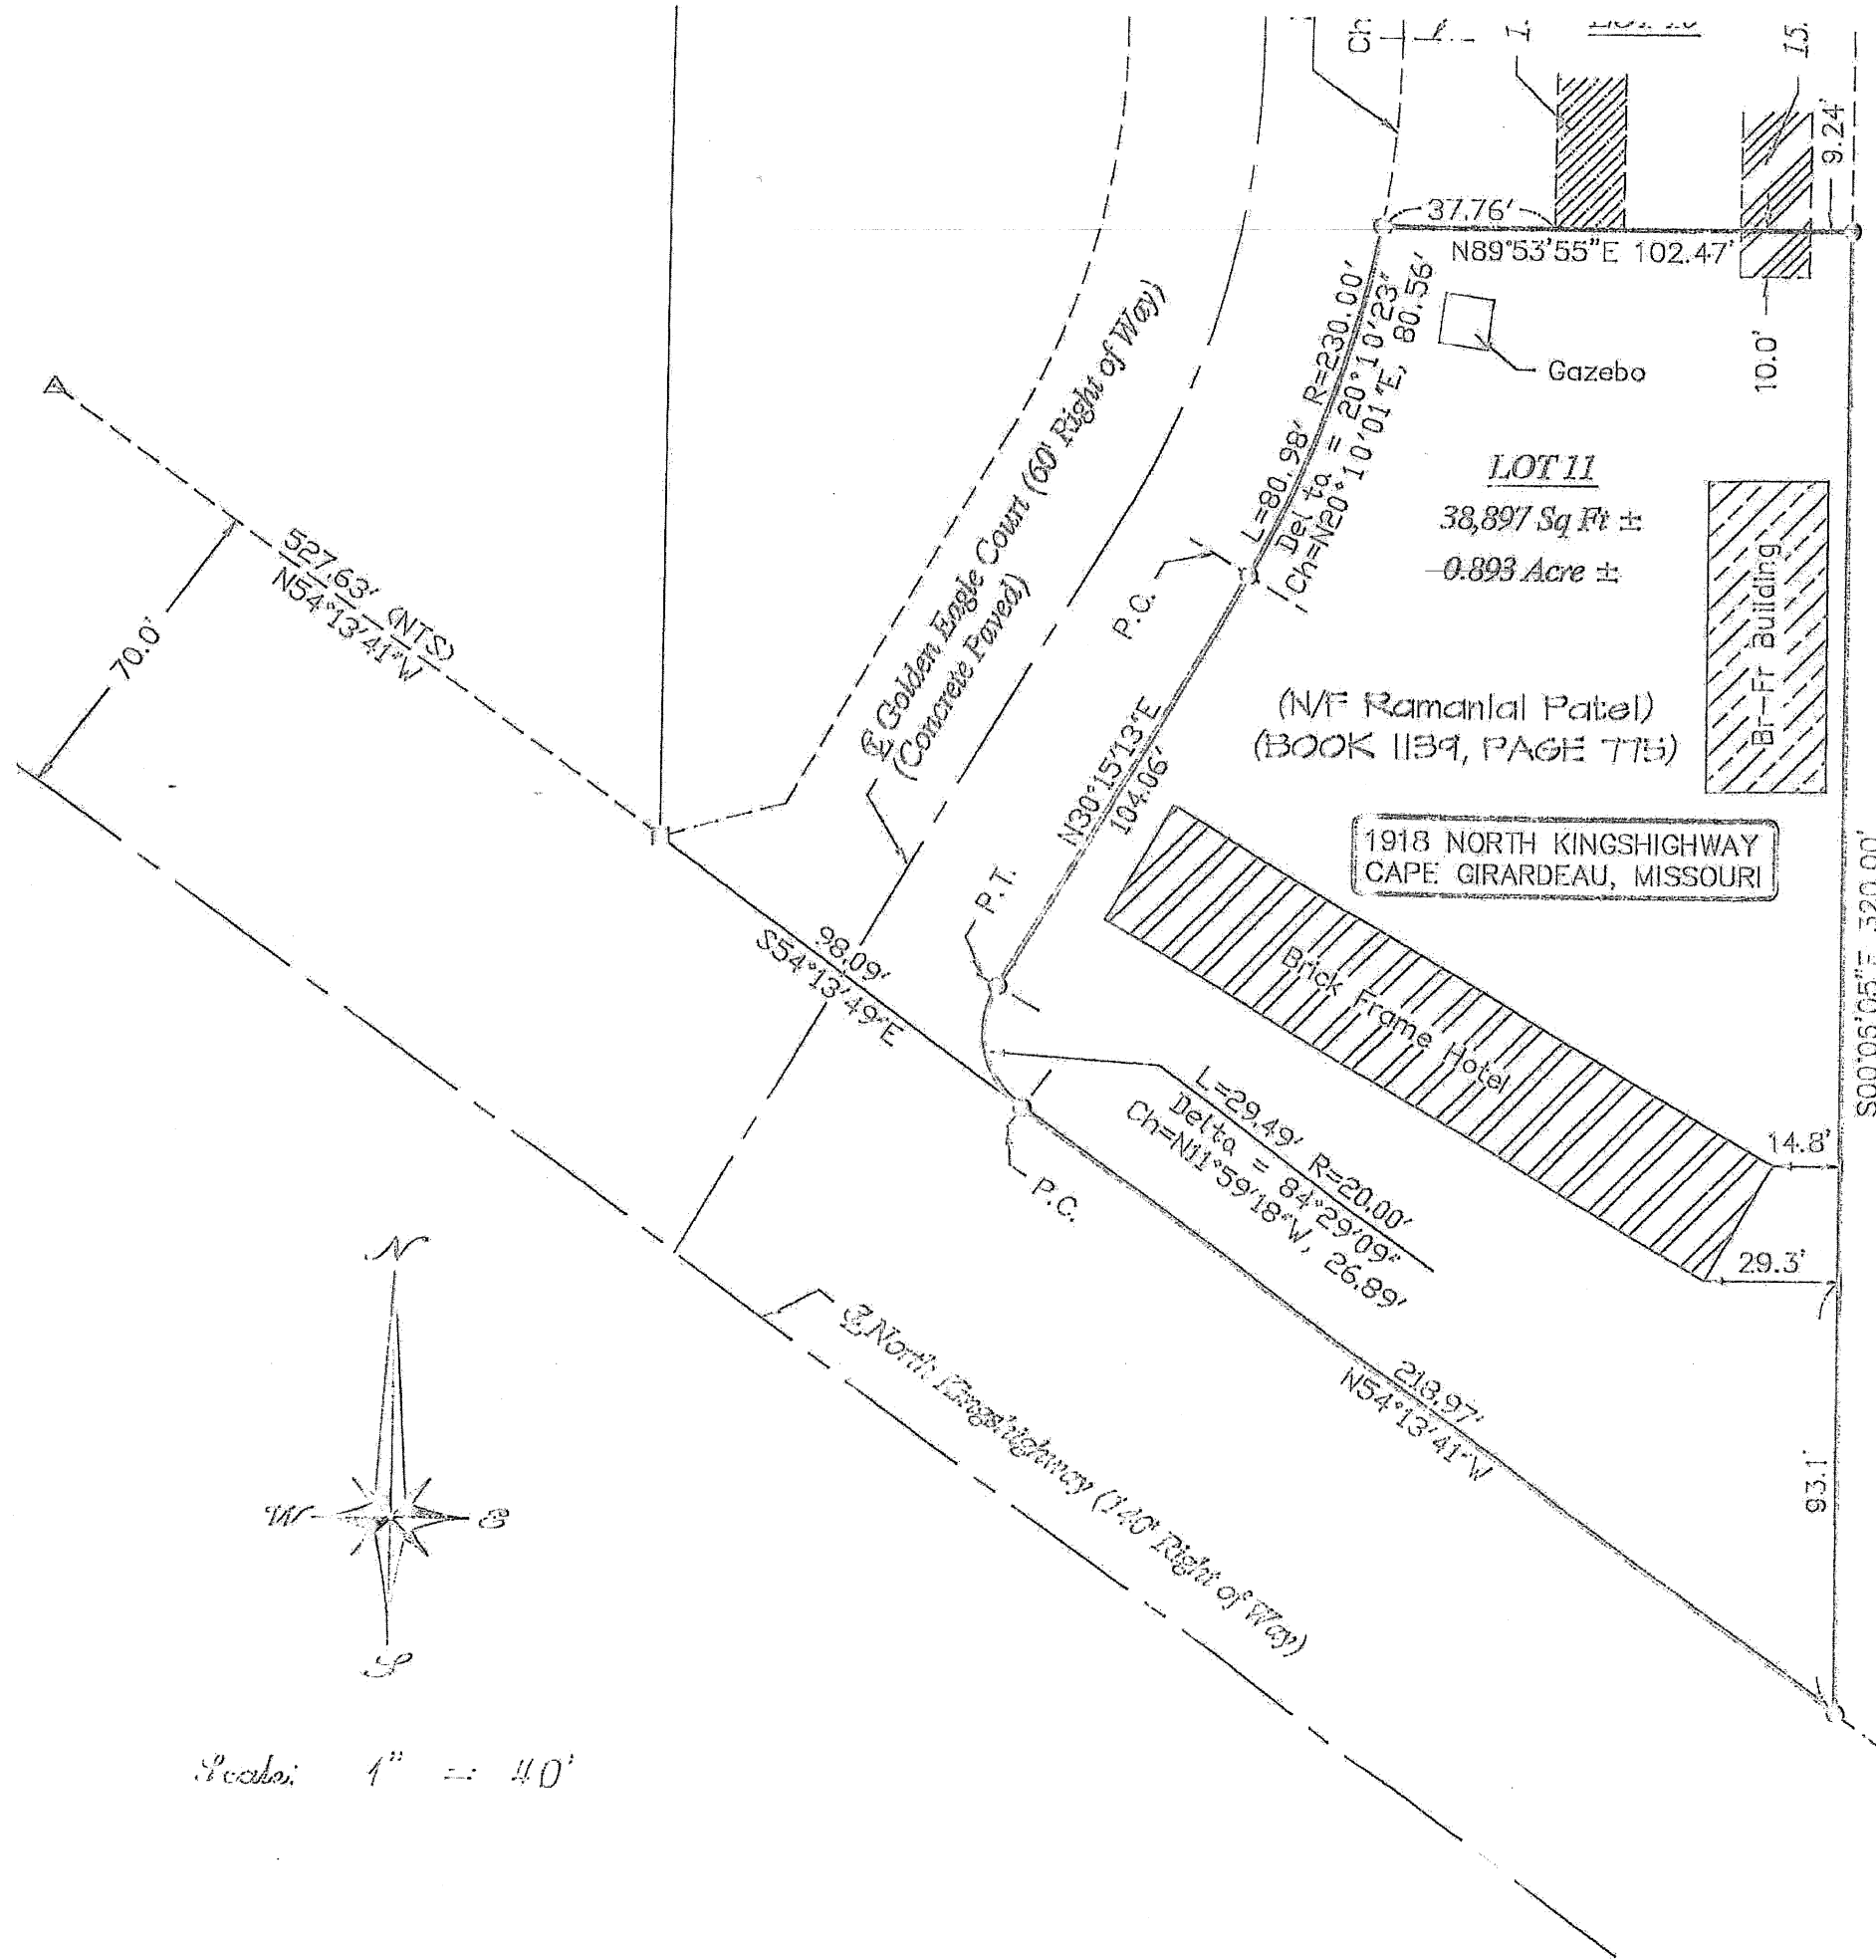 Ch
15.
9.24'
37.76'
N89°53'55"E 102.47'
10.0'
Gazebo
L=80.98' R=230.00'
Delta = 20°10'23"
Ch=N20°10'01"E, 80.56'
LOT 11
38,897 Sq Ft ±
0.893 Acre ±
Br-Fr Building
(N/F Ramanlal Patel)
(BOOK 1139, PAGE 775)
1918 NORTH KINGSHIGHWAY
CAPE GIRARDEAU, MISSOURI
S00°06'05"E 320.00'
℄ Golden Eagle Court (60' Right of Way)
(Concrete Paved)
527.63' (NTS)
N54°13'41"W
70.0'
P.C.
N30°15'13"E
104.06'
P.T.
98.09'
S54°13'49"E
Brick Frame Hotel
14.8'
29.3'
L=29.49' R=20.00'
Delta = 84°29'09"
Ch=N11°59'18"W, 26.89'
P.C.
218.97'
N54°13'41"W
93.1'
℄ North Kingshighway (140' Right of Way)
N
W
E
S
Scale: 1" = 40'